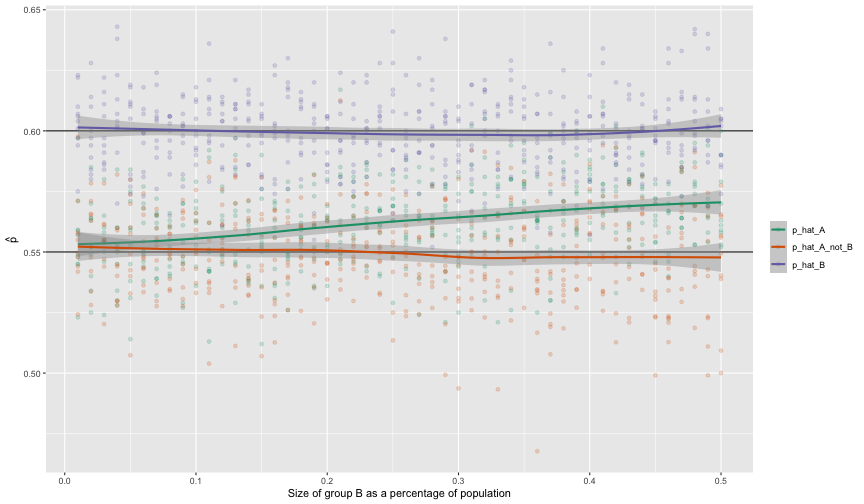 0.65
0.60
0.55
0.50
p̂
0.0
0.1
0.2
0.3
0.4
0.5
Size of group B as a percentage of population
p_hat_A
p_hat_A_not_B
p_hat_B